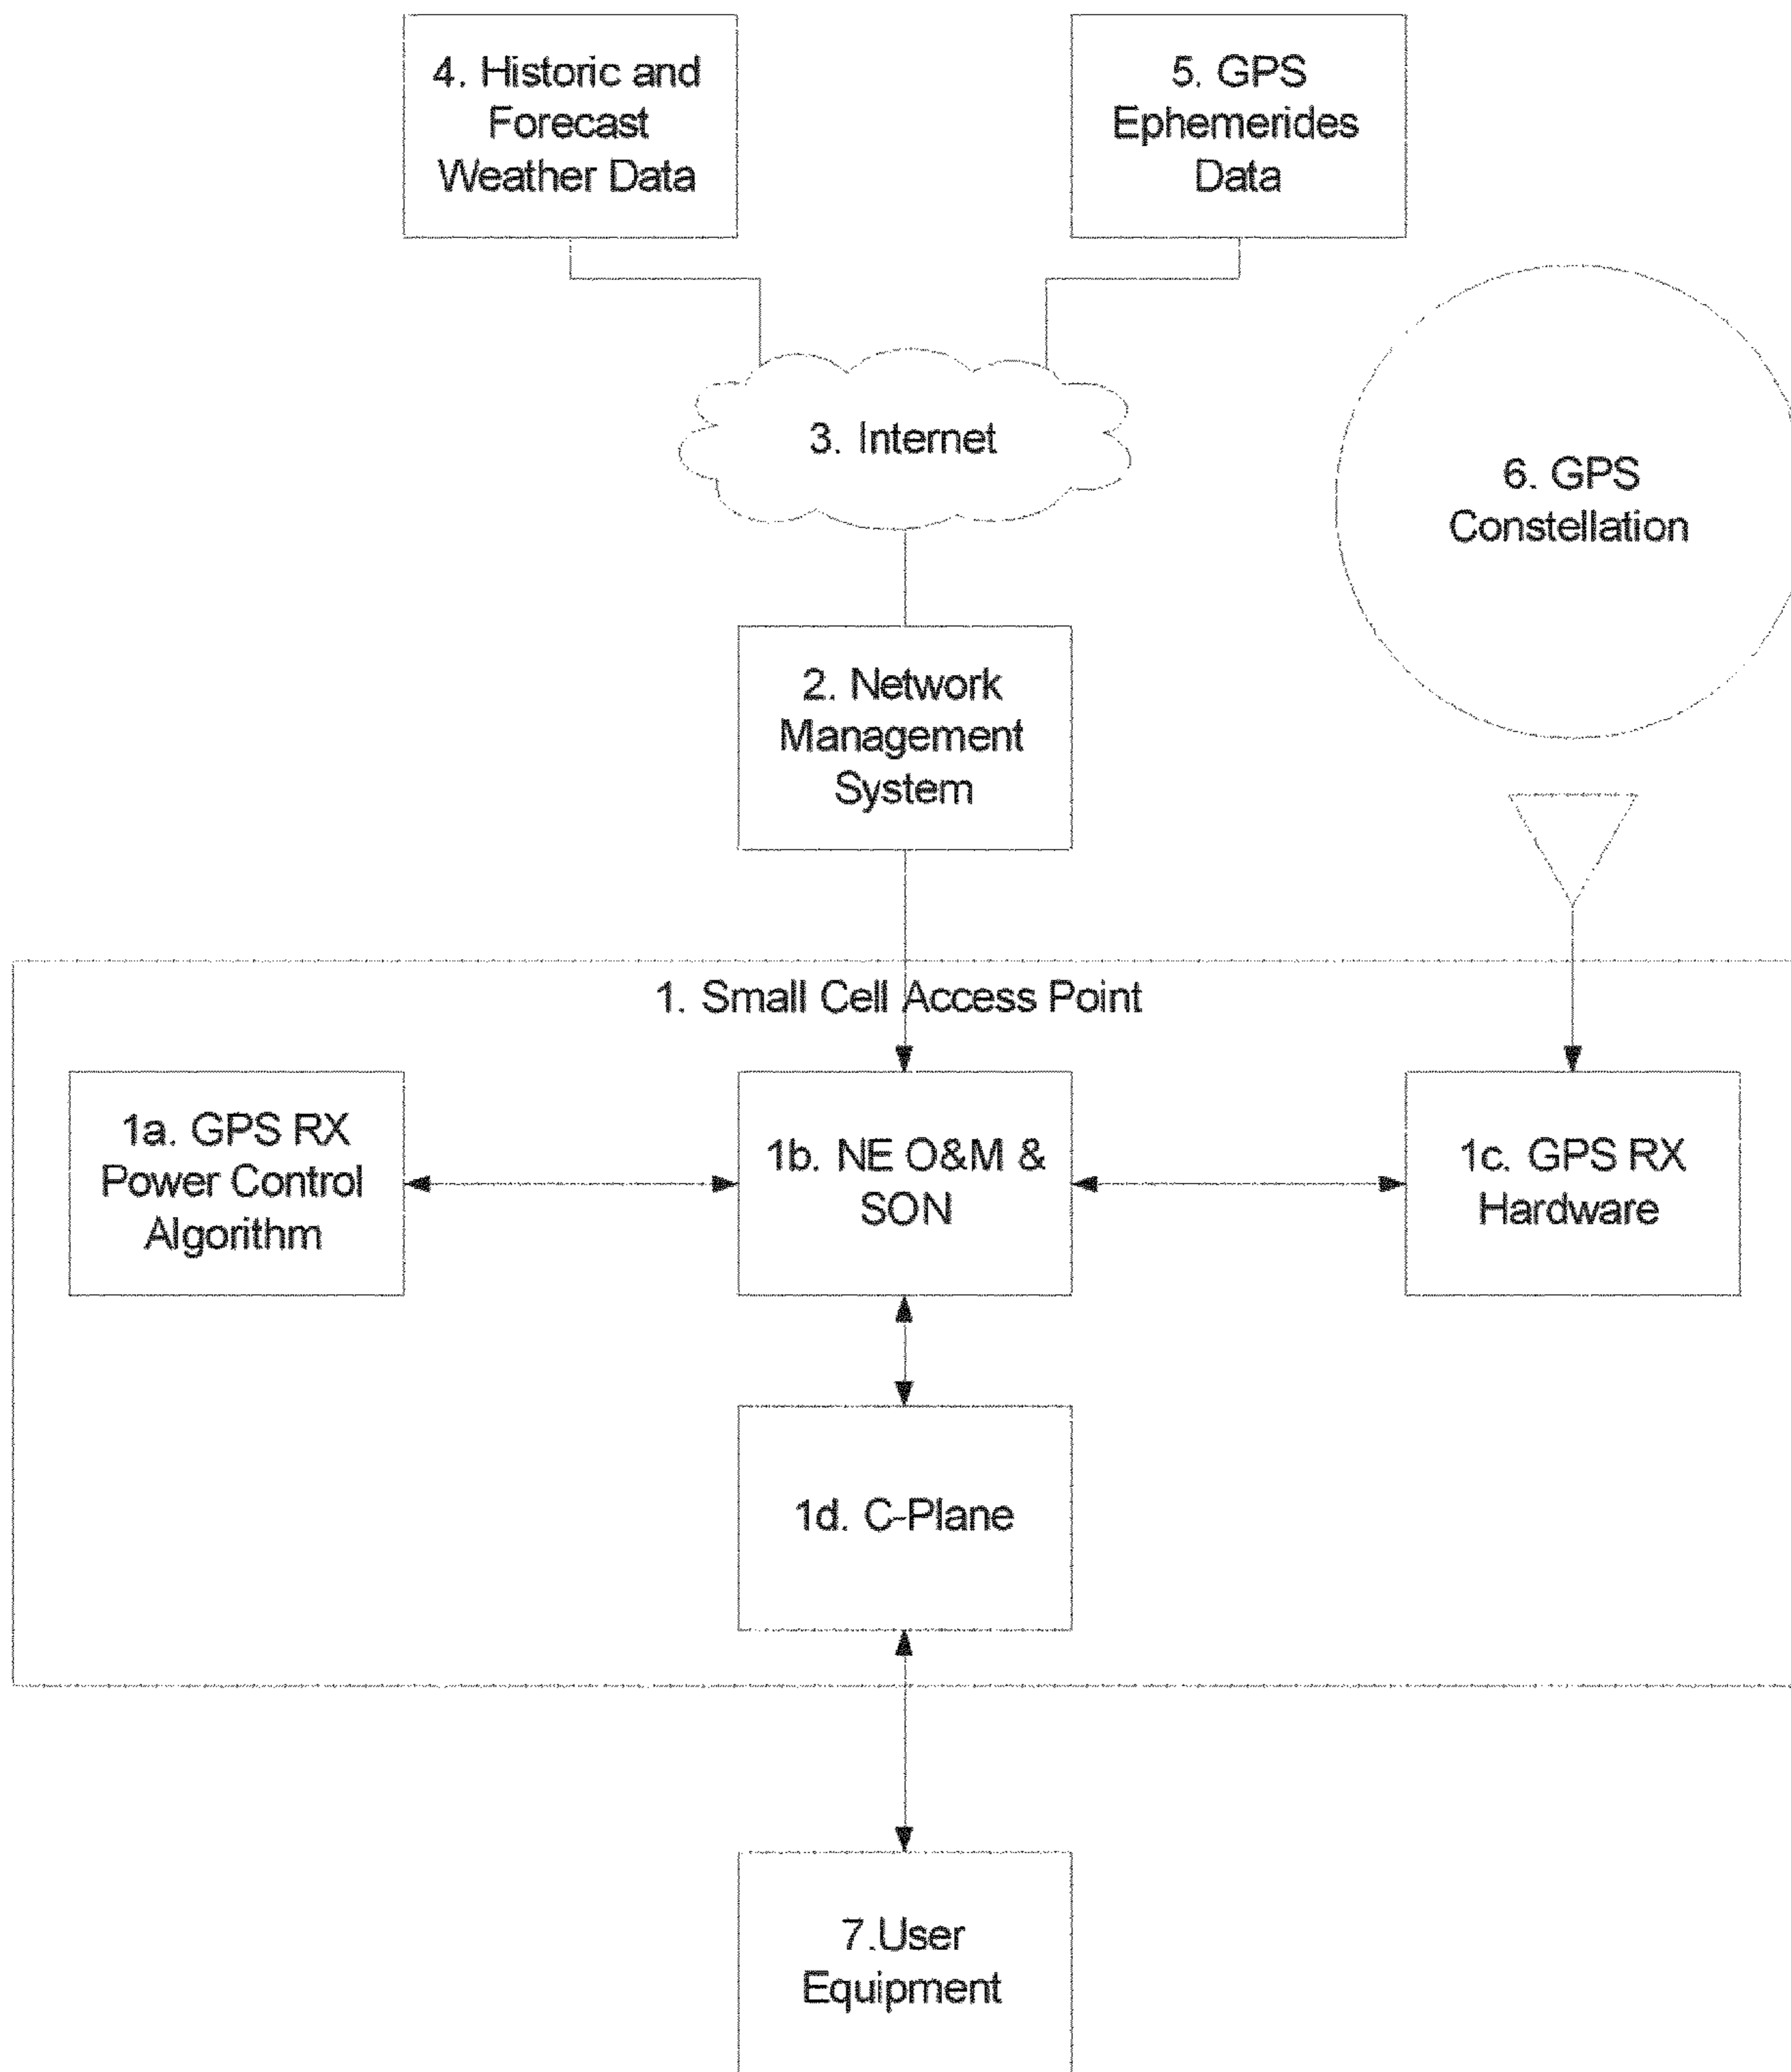 4. Historic and
Forecast
Weather Data
5. GPS
Ephemerides
Data
3. Internet
6. GPS
Constellation
2. Network
Management
System
1. Small Cell Access Point
1a. GPS RX
Power Control
Algorithm
1b. NE O&M &
SON
1c. GPS RX
Hardware
1d. C-Plane
7.User
Equipment